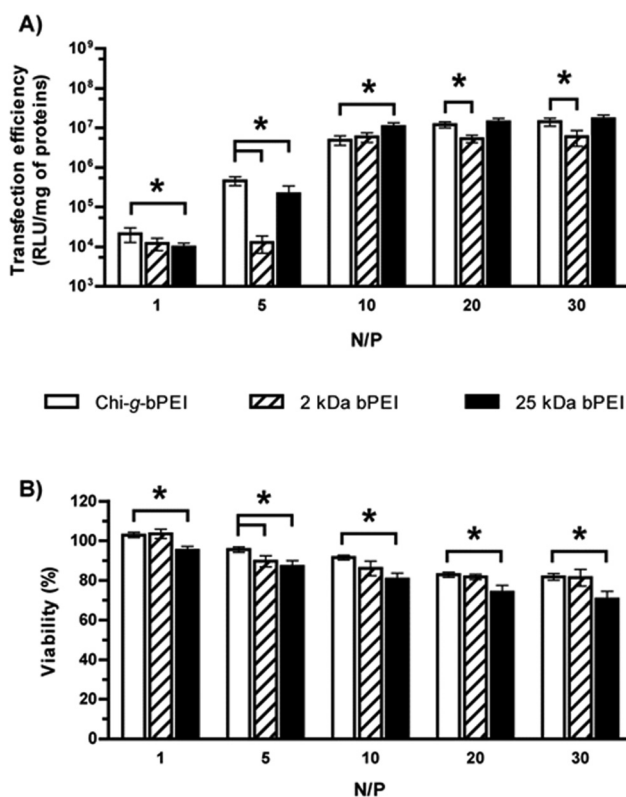 A)
Transfection efficiency
(RLU/mg of proteins)
10⁹
10⁸
10⁷
10⁶
10⁵
10⁴
10³
* * * * *
1 5 10 20 30
N/P
Chi-g-bPEI 2 kDa bPEI 25 kDa bPEI
B)
Viability (%)
120
100
80
60
40
20
0
* * * * *
1 5 10 20 30
N/P